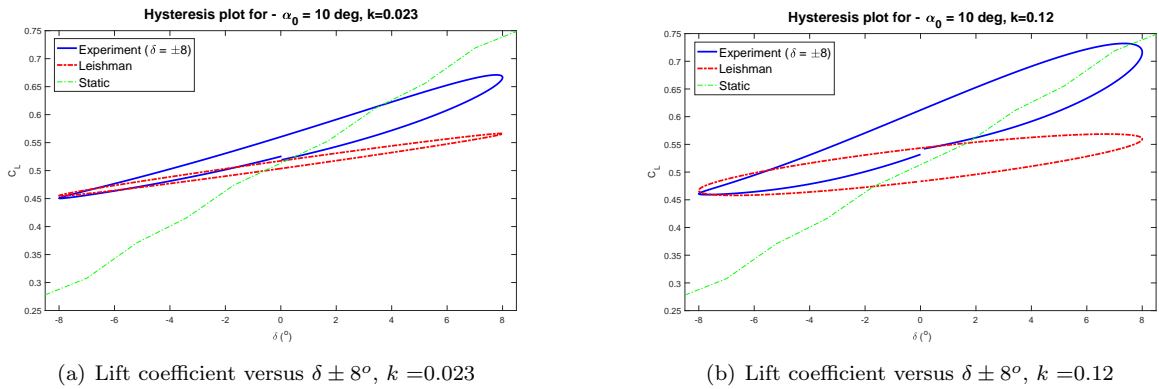 Hysteresis plot for - α₀ = 10 deg, k=0.023
0.75
0.7
0.65
0.6
0.55
0.5
0.45
0.4
0.35
0.3
0.25
C_L
Experiment (δ = ±8)
Leishman
Static
-8 -6 -4 -2 0 2 4 6 8
δ (°)
(a) Lift coefficient versus δ ± 8°, k =0.023
Hysteresis plot for - α₀ = 10 deg, k=0.12
0.75
0.7
0.65
0.6
0.55
0.5
0.45
0.4
0.35
0.3
0.25
C_L
Experiment (δ = ±8)
Leishman
Static
-8 -6 -4 -2 0 2 4 6 8
δ (°)
(b) Lift coefficient versus δ ± 8°, k =0.12